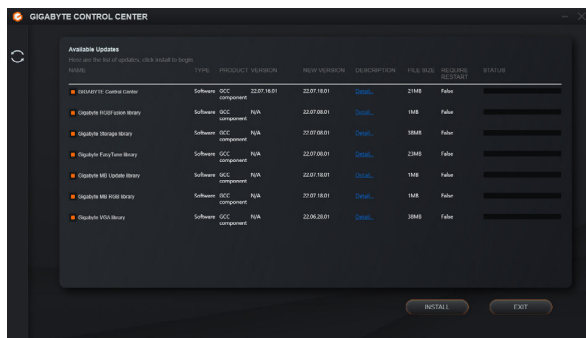 GIGABYTE CONTROL CENTER
Available Updates
Here are the list of updates, click install to begin.
NAME TYPE PRODUCT VERSION NEW VERSION DESCRIPTION FILE SIZE REQUIRE RESTART STATUS
GIGABYTE Control Center Software GCC component 22.07.18.01 22.07.18.01 Detail... 21MB False
Gigabyte RGBFusion library Software GCC component N/A 22.07.08.01 Detail... 1MB False
Gigabyte Storage library Software GCC component N/A 22.07.08.01 Detail... 58MB False
Gigabyte EasyTune library Software GCC component N/A 22.07.00.01 Detail... 23MB False
Gigabyte MB Update library Software GCC component N/A 22.07.18.01 Detail... 1MB False
Gigabyte MB RGB library Software GCC component N/A 22.07.18.01 Detail... 1MB False
Gigabyte VGA library Software GCC component N/A 22.06.28.01 Detail... 38MB False
INSTALL EXIT